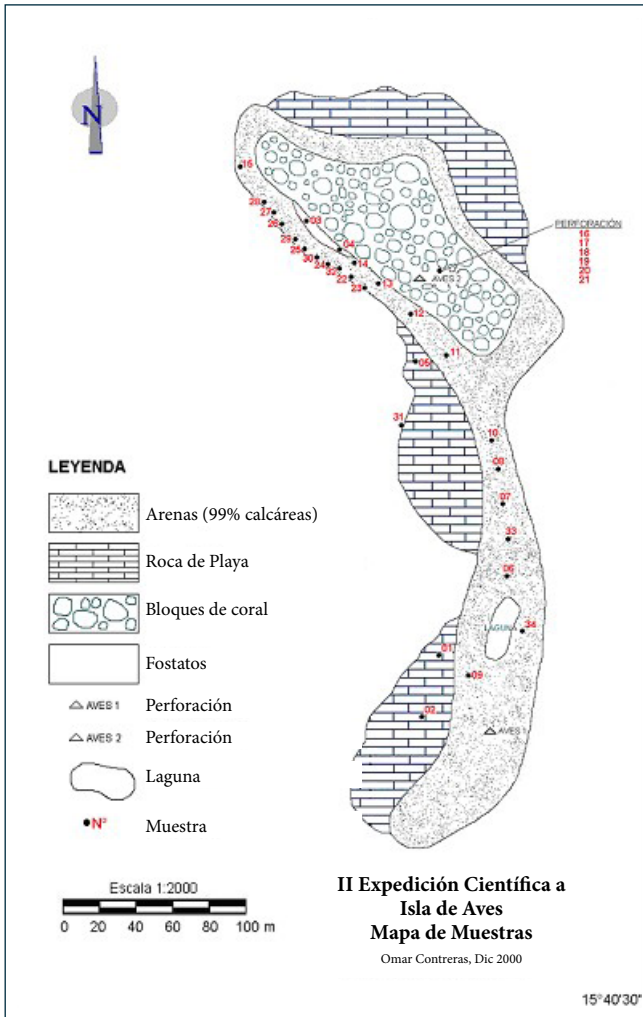 N
15
28
27
26
03
29
25
30
24
32
22
23
04
14
13
PERFORACIÓN
16
17
18
19
20
21
AVES 2
12
11
05
31
10
08
07
33
06
LAGUNA
34
01
09
02
AVES 1
LEYENDA
Arenas (99% calcáreas)
Roca de Playa
Bloques de coral
Fostatos
AVES 1 Perforación
AVES 2 Perforación
Laguna
Nº Muestra
Escala 1:2000
0 20 40 60 80 100 m
II Expedición Científica a
Isla de Aves
Mapa de Muestras
Omar Contreras, Dic 2000
15°40'30"